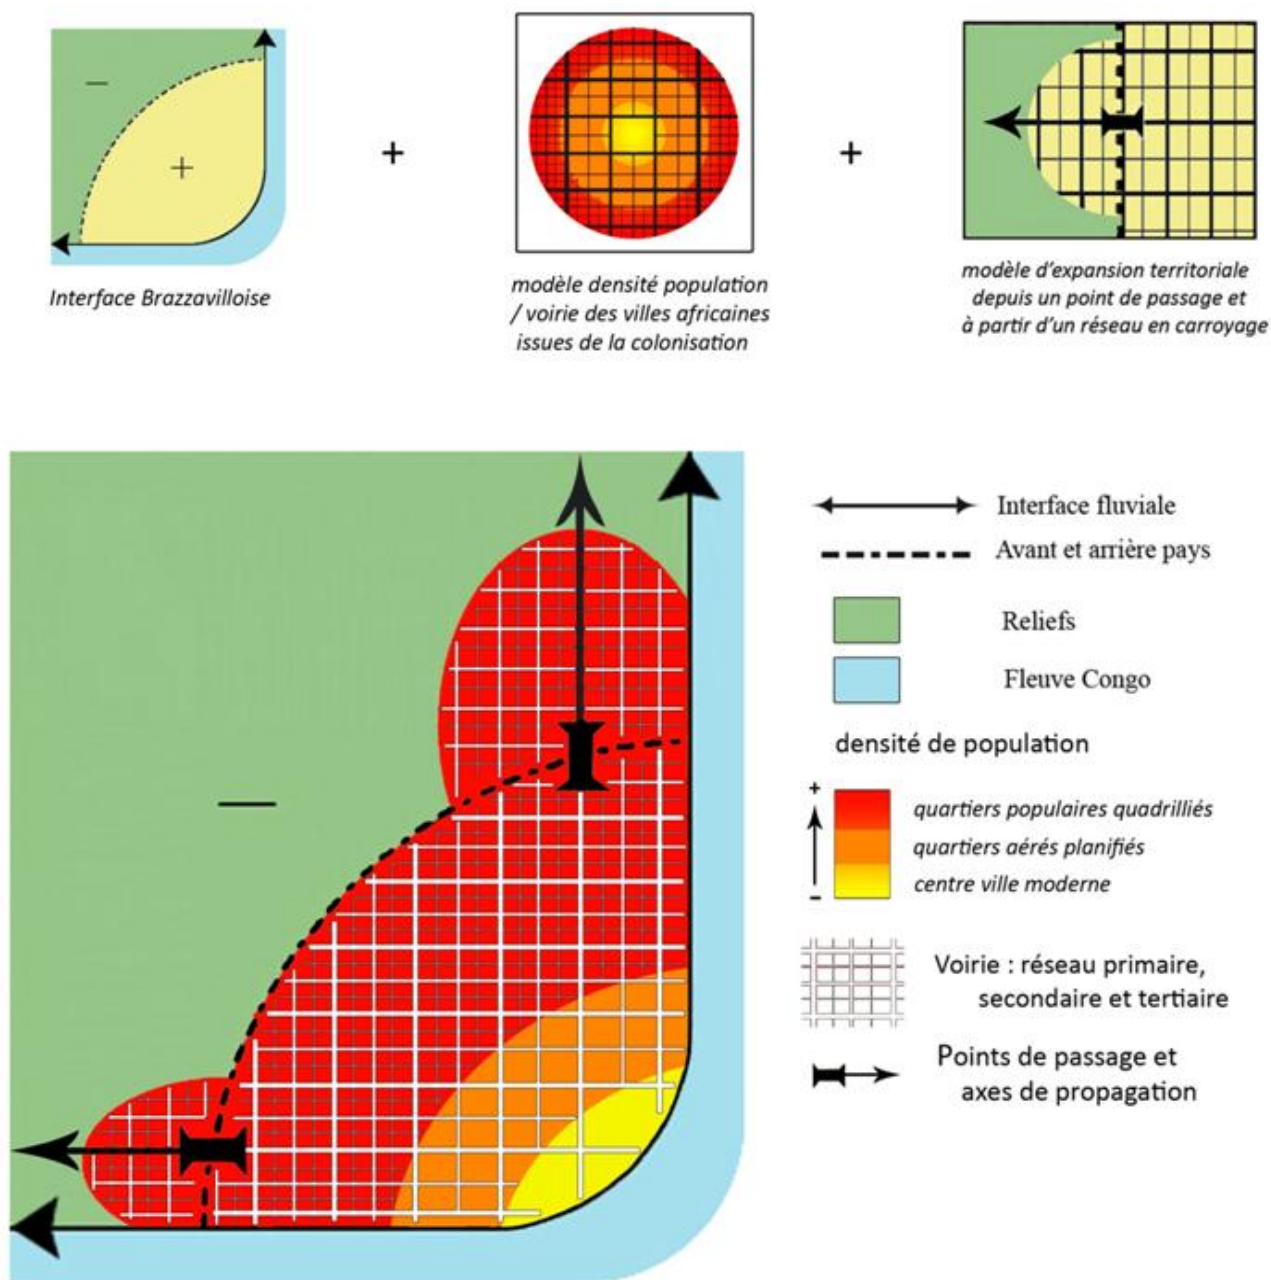 Interface Brazzavilloise
+
modèle densité population
/ voirie des villes africaines
issues de la colonisation
+
modèle d'expansion territoriale
depuis un point de passage et
à partir d'un réseau en carroyage
Interface fluviale
Avant et arrière pays
Reliefs
Fleuve Congo
densité de population
+
quartiers populaires quadrilliés
quartiers aérés planifiés
centre ville moderne
-
Voirie : réseau primaire,
secondaire et tertiaire
Points de passage et
axes de propagation